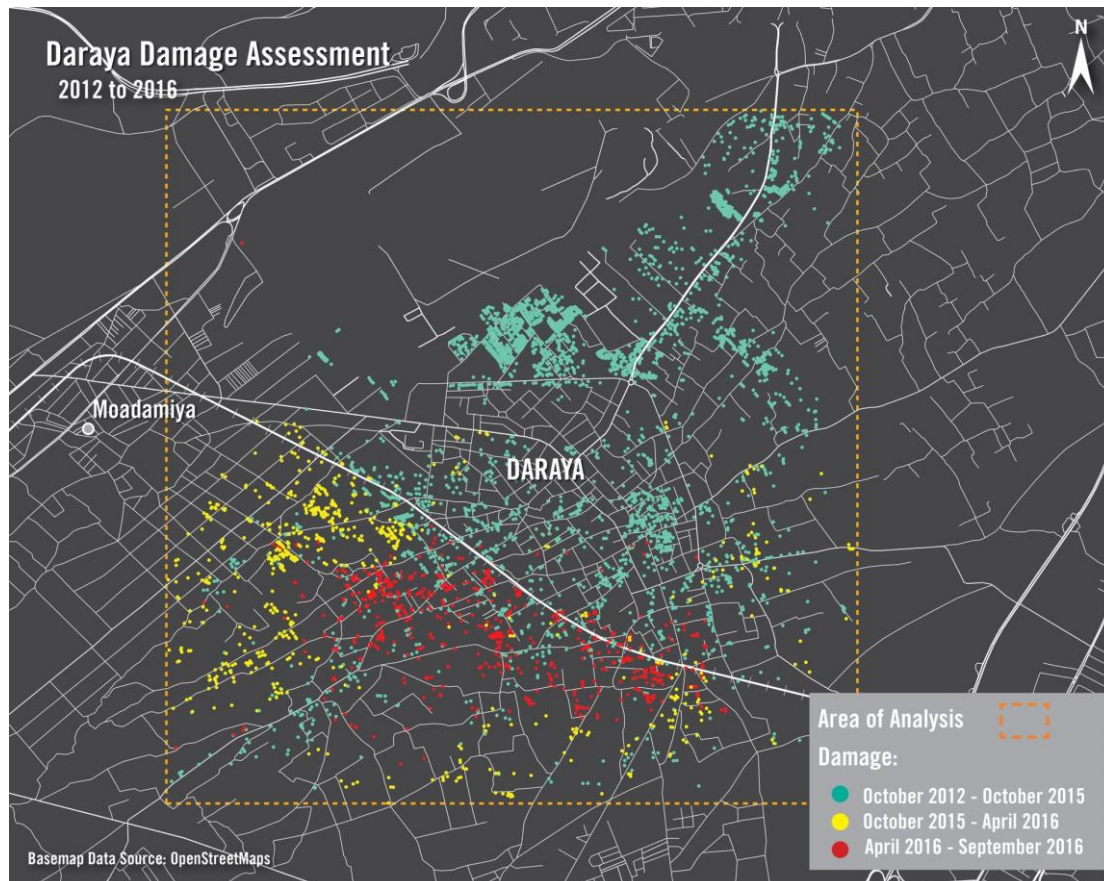 Daraya Damage Assessment
2012 to 2016
N
Moadamiya
DARAYA
Area of Analysis
Damage:
October 2012 - October 2015
October 2015 - April 2016
April 2016 - September 2016
Basemap Data Source: OpenStreetMaps